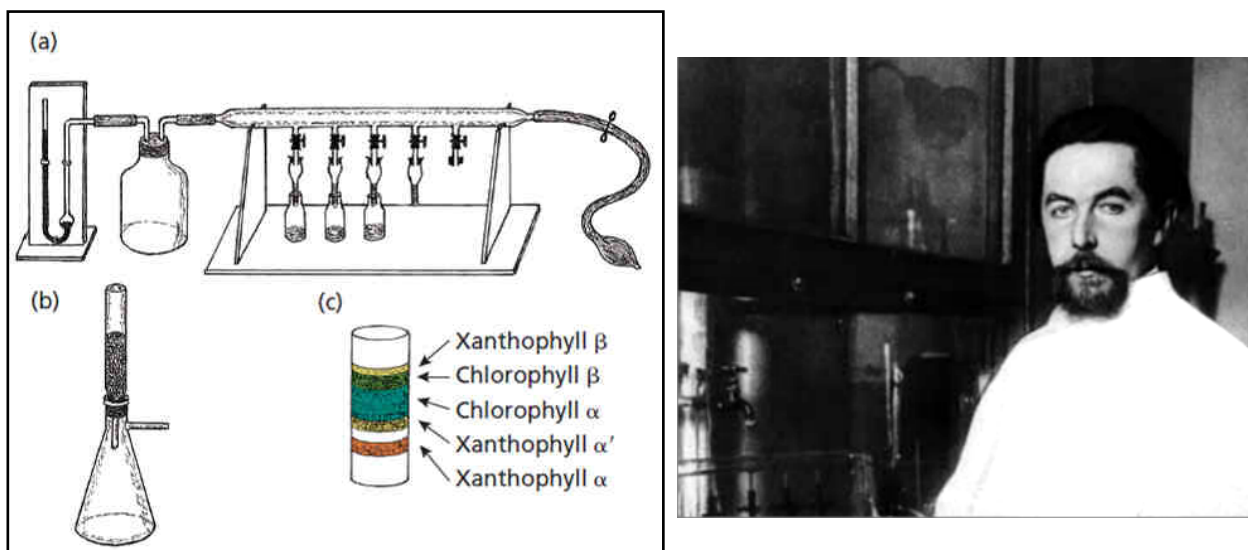 (a)
(b)
(c)
Xanthophyll β
Chlorophyll β
Chlorophyll α
Xanthophyll α′
Xanthophyll α